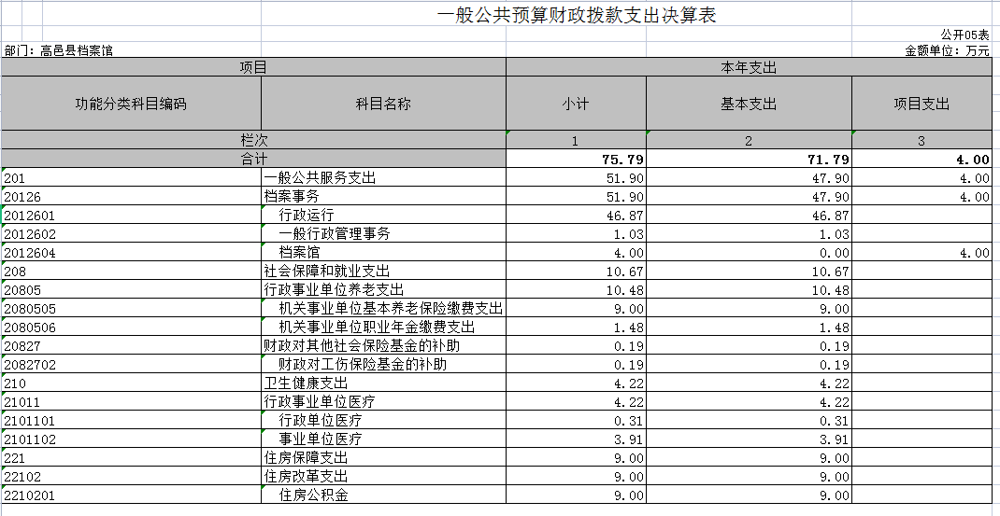 一般公共预算财政拨款支出决算表
公开05表
部门：高邑县档案馆 金额单位：万元
项目 本年支出
功能分类科目编码 科目名称 小计 基本支出 项目支出
栏次 1 2 3
合计 75.79 71.79 4.00
201 一般公共服务支出 51.90 47.90 4.00
20126 档案事务 51.90 47.90 4.00
2012601 行政运行 46.87 46.87
2012602 一般行政管理事务 1.03 1.03
2012604 档案馆 4.00 0.00 4.00
208 社会保障和就业支出 10.67 10.67
20805 行政事业单位养老支出 10.48 10.48
2080505 机关事业单位基本养老保险缴费支出 9.00 9.00
2080506 机关事业单位职业年金缴费支出 1.48 1.48
20827 财政对其他社会保险基金的补助 0.19 0.19
2082702 财政对工伤保险基金的补助 0.19 0.19
210 卫生健康支出 4.22 4.22
21011 行政事业单位医疗 4.22 4.22
2101101 行政单位医疗 0.31 0.31
2101102 事业单位医疗 3.91 3.91
221 住房保障支出 9.00 9.00
22102 住房改革支出 9.00 9.00
2210201 住房公积金 9.00 9.00